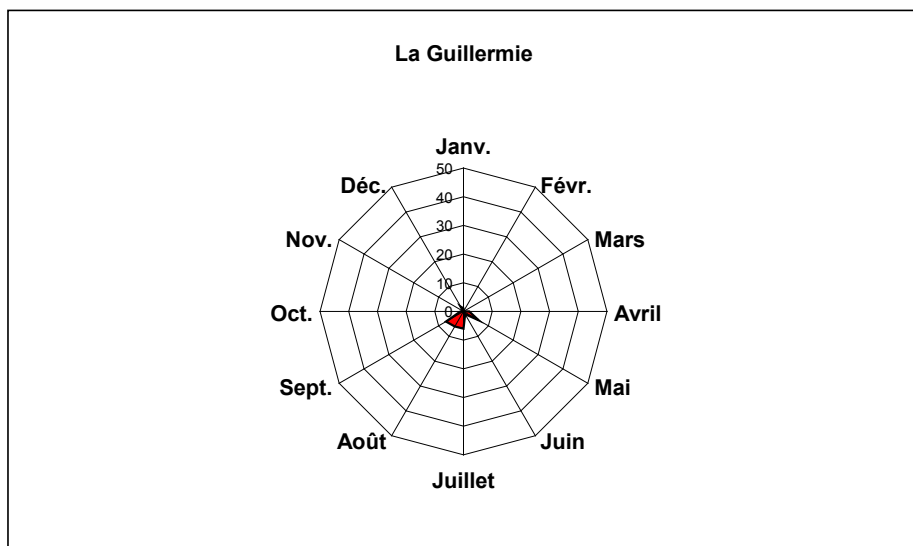 La Guillermie
Janv.
50
Déc.
Févr.
40
Nov.
30
Mars
20
10
Oct.
0
Avril
Sept.
Mai
Août
Juin
Juillet